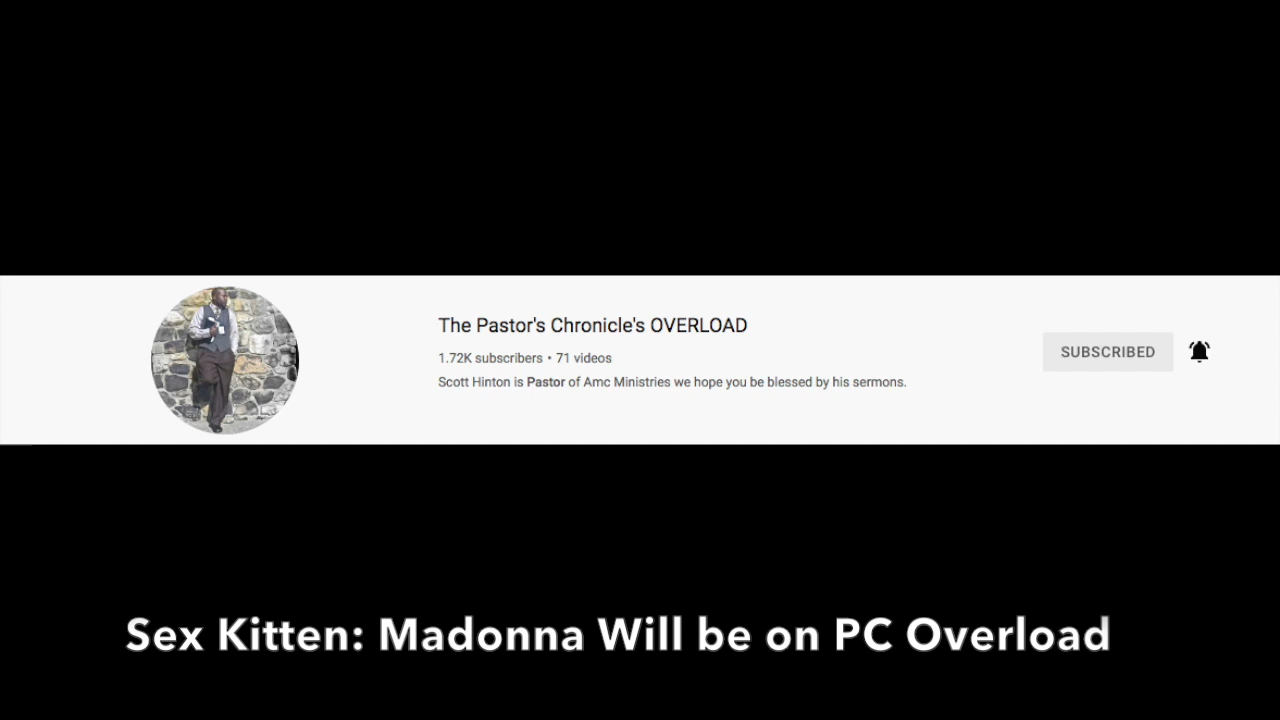 The Pastor's Chronicle's OVERLOAD
1.72K subscribers • 71 videos
Scott Hinton is Pastor of Amc Ministries we hope you be blessed by his sermons.
SUBSCRIBED
Sex Kitten: Madonna Will be on PC Overload